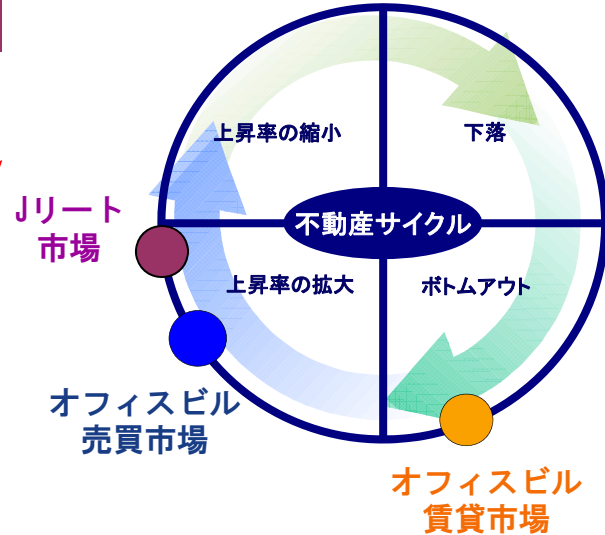 上昇率の縮小
下落
Jリート
市場
不動産サイクル
上昇率の拡大
ボトムアウト
オフィスビル
売買市場
オフィスビル
賃貸市場